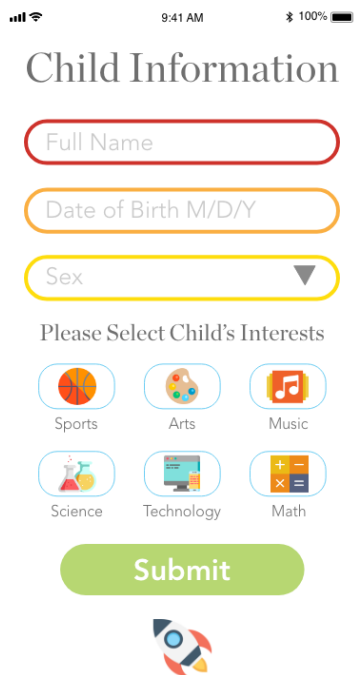 9:41 AM 100%
Child Information
Full Name
Date of Birth M/D/Y
Sex
Please Select Child's Interests
Sports Arts Music
Science Technology Math
Submit